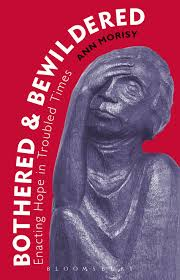 BOTHERED & BEWILDERED
Enacting Hope in Troubled Times
ANN MORISY
BLOOMSBURY